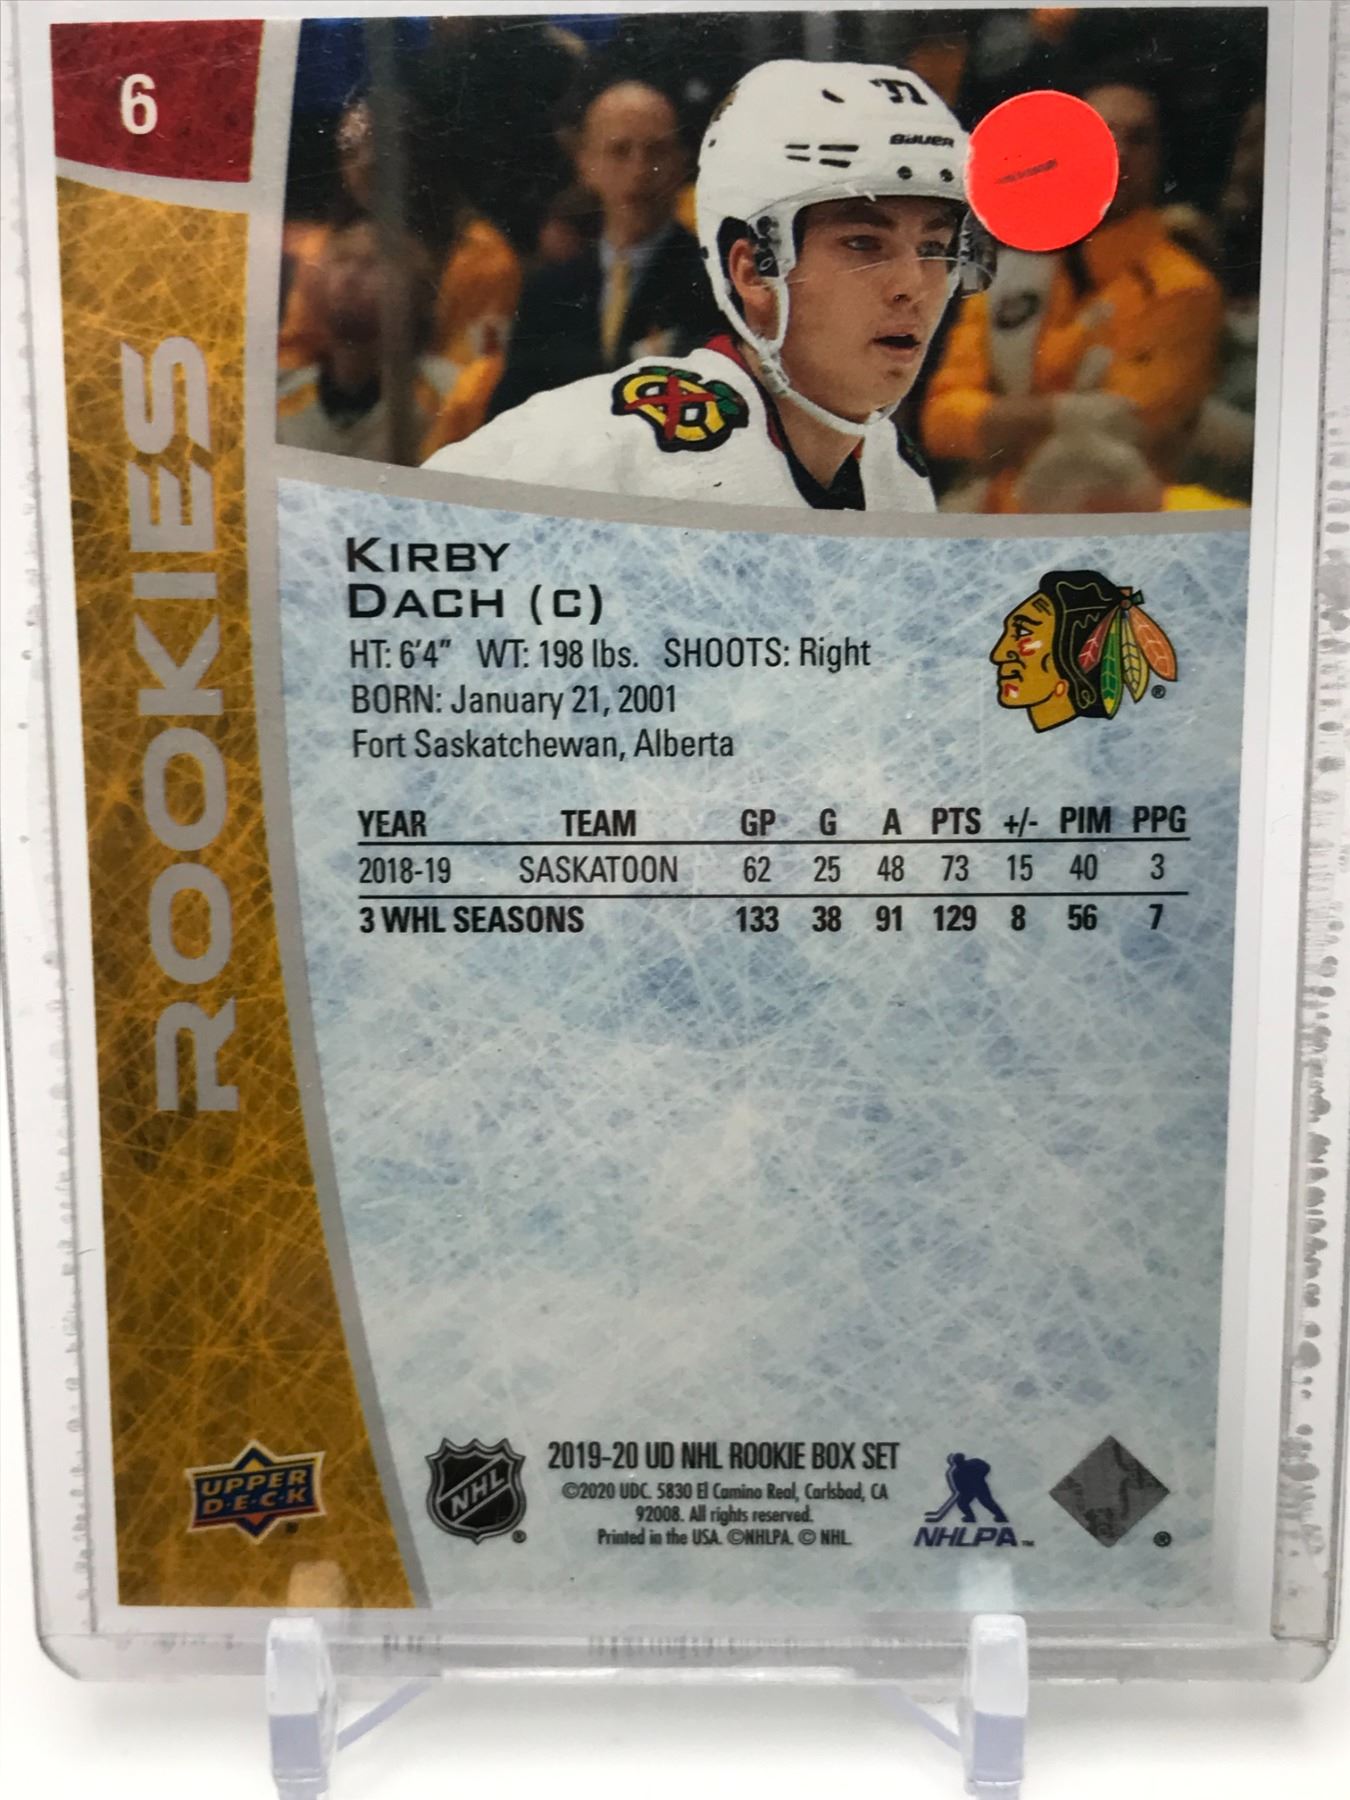 6
77
BAUER
ROOKIES
KIRBY
DACH (C)
HT: 6'4" WT: 198 lbs. SHOOTS: Right
BORN: January 21, 2001
Fort Saskatchewan, Alberta
YEAR TEAM GP G A PTS +/- PIM PPG
2018-19 SASKATOON 62 25 48 73 15 40 3
3 WHL SEASONS 133 38 91 129 8 56 7
UPPER
D·E·C·K
®
NHL
®
2019-20 UD NHL ROOKIE BOX SET
©2020 UDC. 5830 El Camino Real, Carlsbad, CA
92008. All rights reserved.
Printed in the USA. ©NHLPA. © NHL.
NHLPA™
®